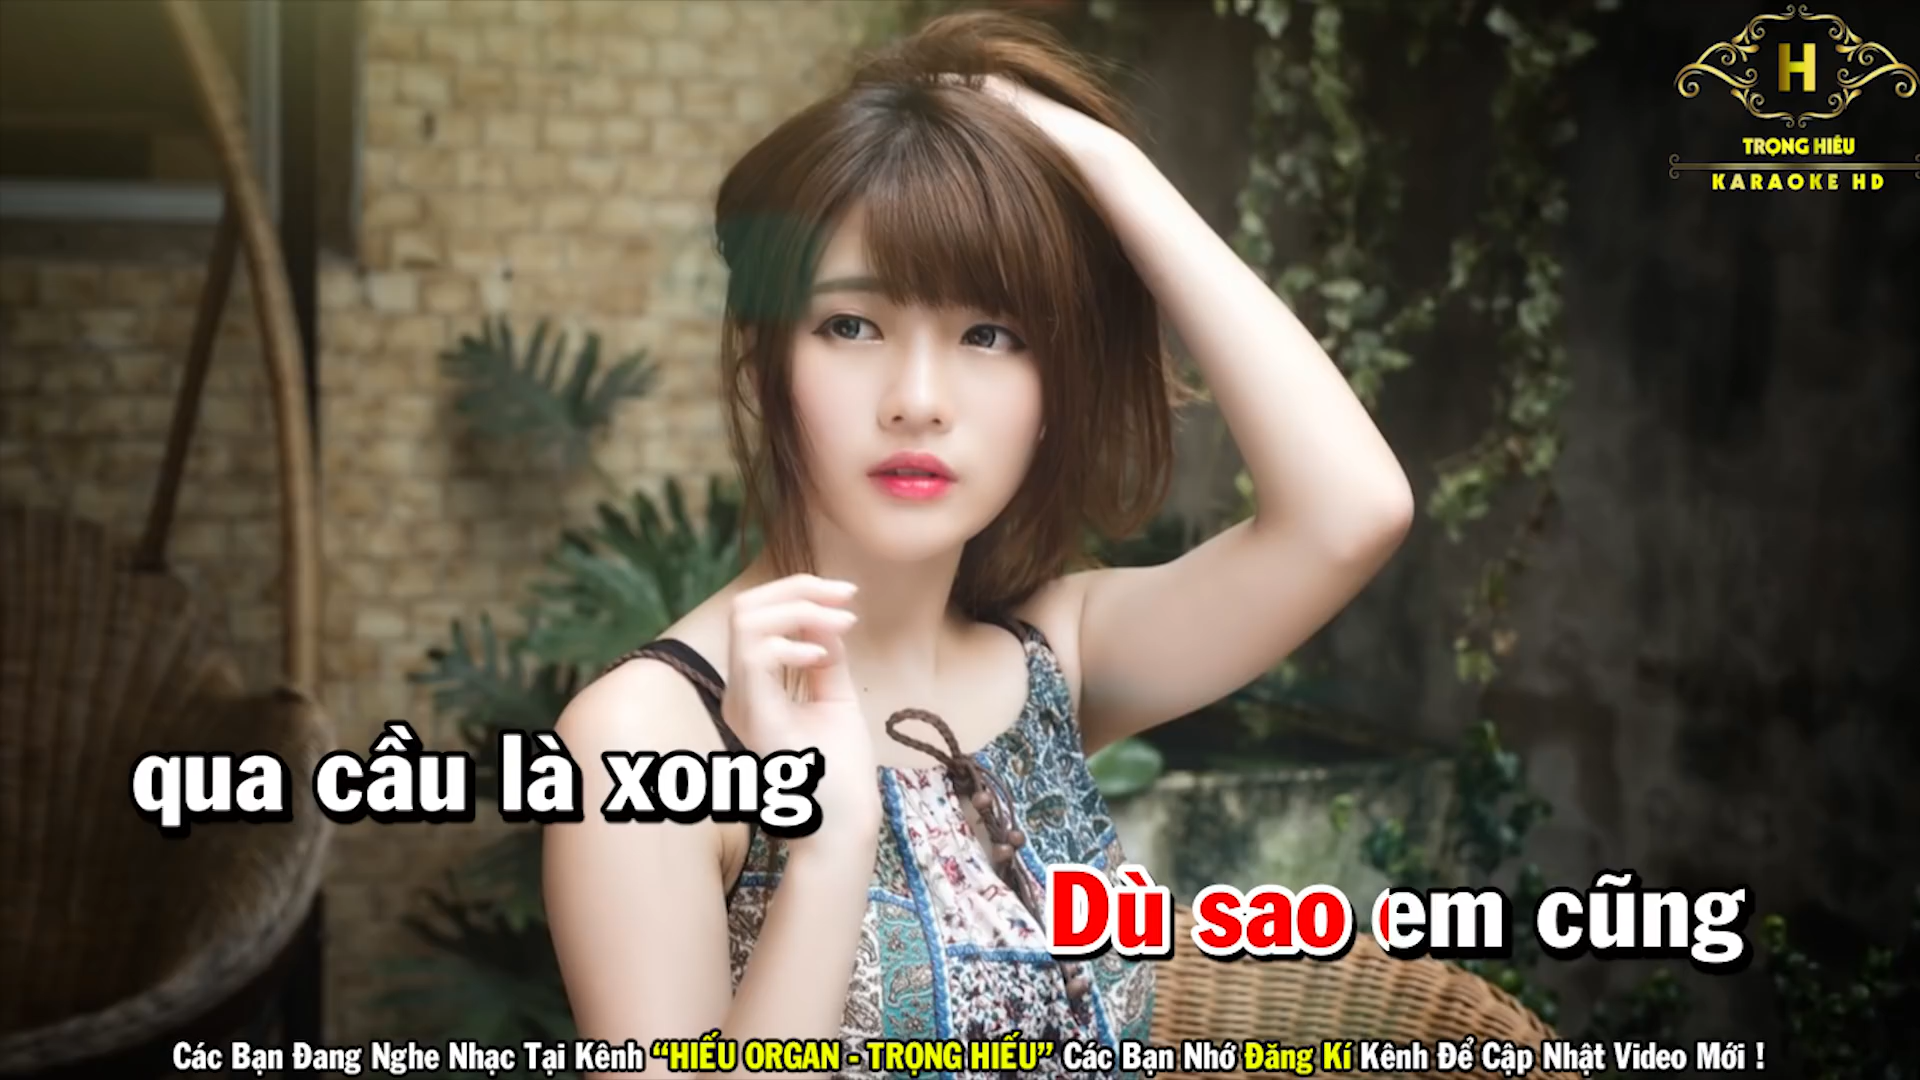 H
TRỌNG HIẾU
KARAOKE HD
qua cầu là xong
Dù sao em cũng
Các Bạn Đang Nghe Nhạc Tại Kênh “HIẾU ORGAN - TRỌNG HIẾU” Các Bạn Nhớ Đăng Kí Kênh Để Cập Nhật Video Mới !